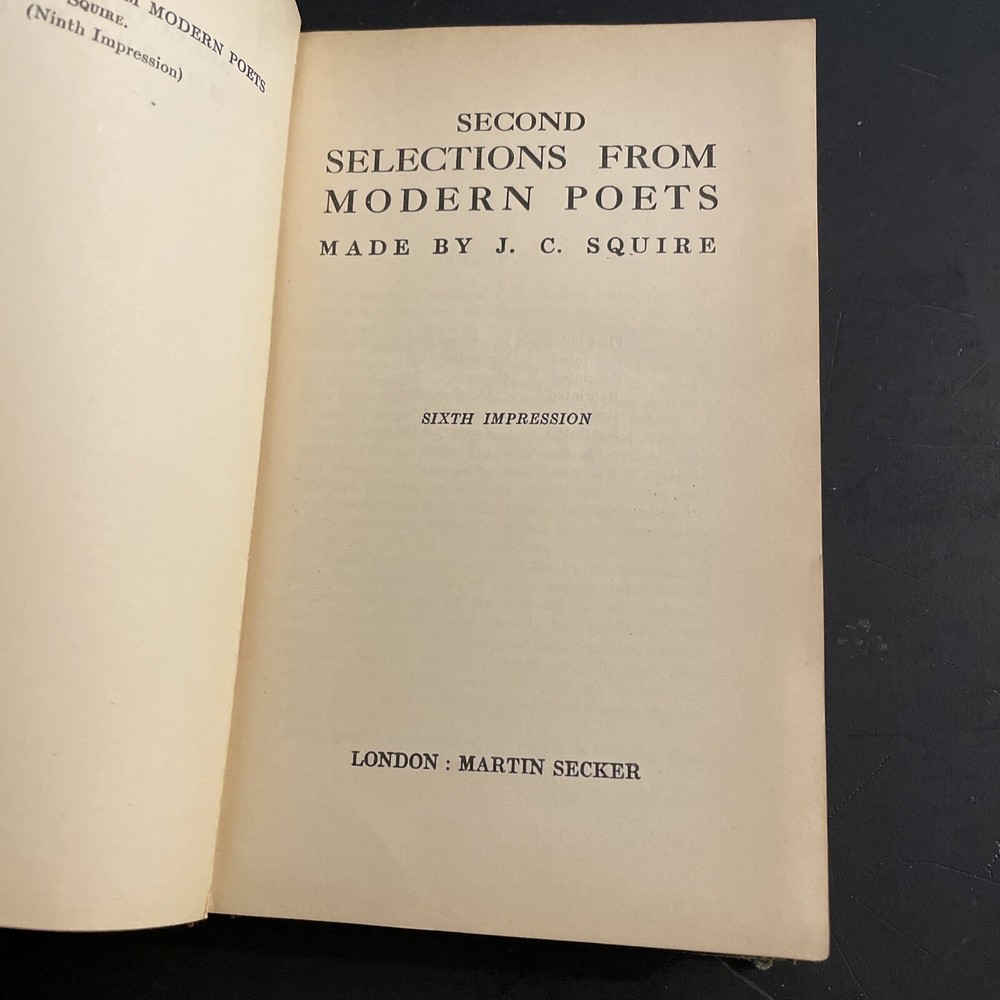 M MODERN POETS
SQUIRE.
(Ninth Impression)
SECOND
SELECTIONS FROM
MODERN POETS
MADE BY J. C. SQUIRE
SIXTH IMPRESSION
LONDON : MARTIN SECKER